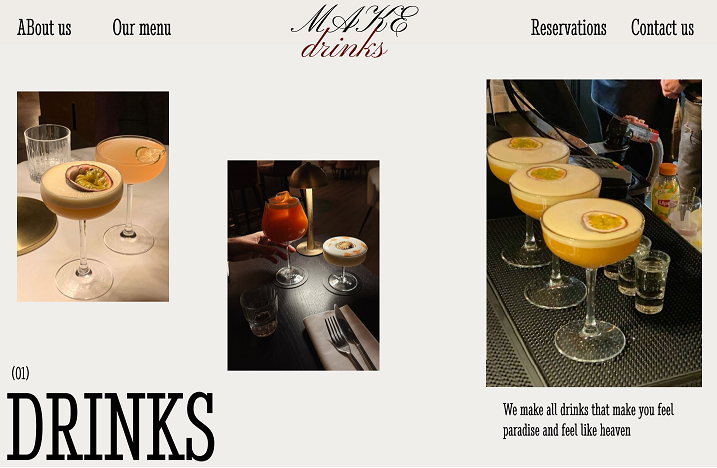 ABout us
Our menu
MAKE
drinks
Reservations
Contact us
(01)
DRINKS
We make all drinks that make you feel
paradise and feel like heaven